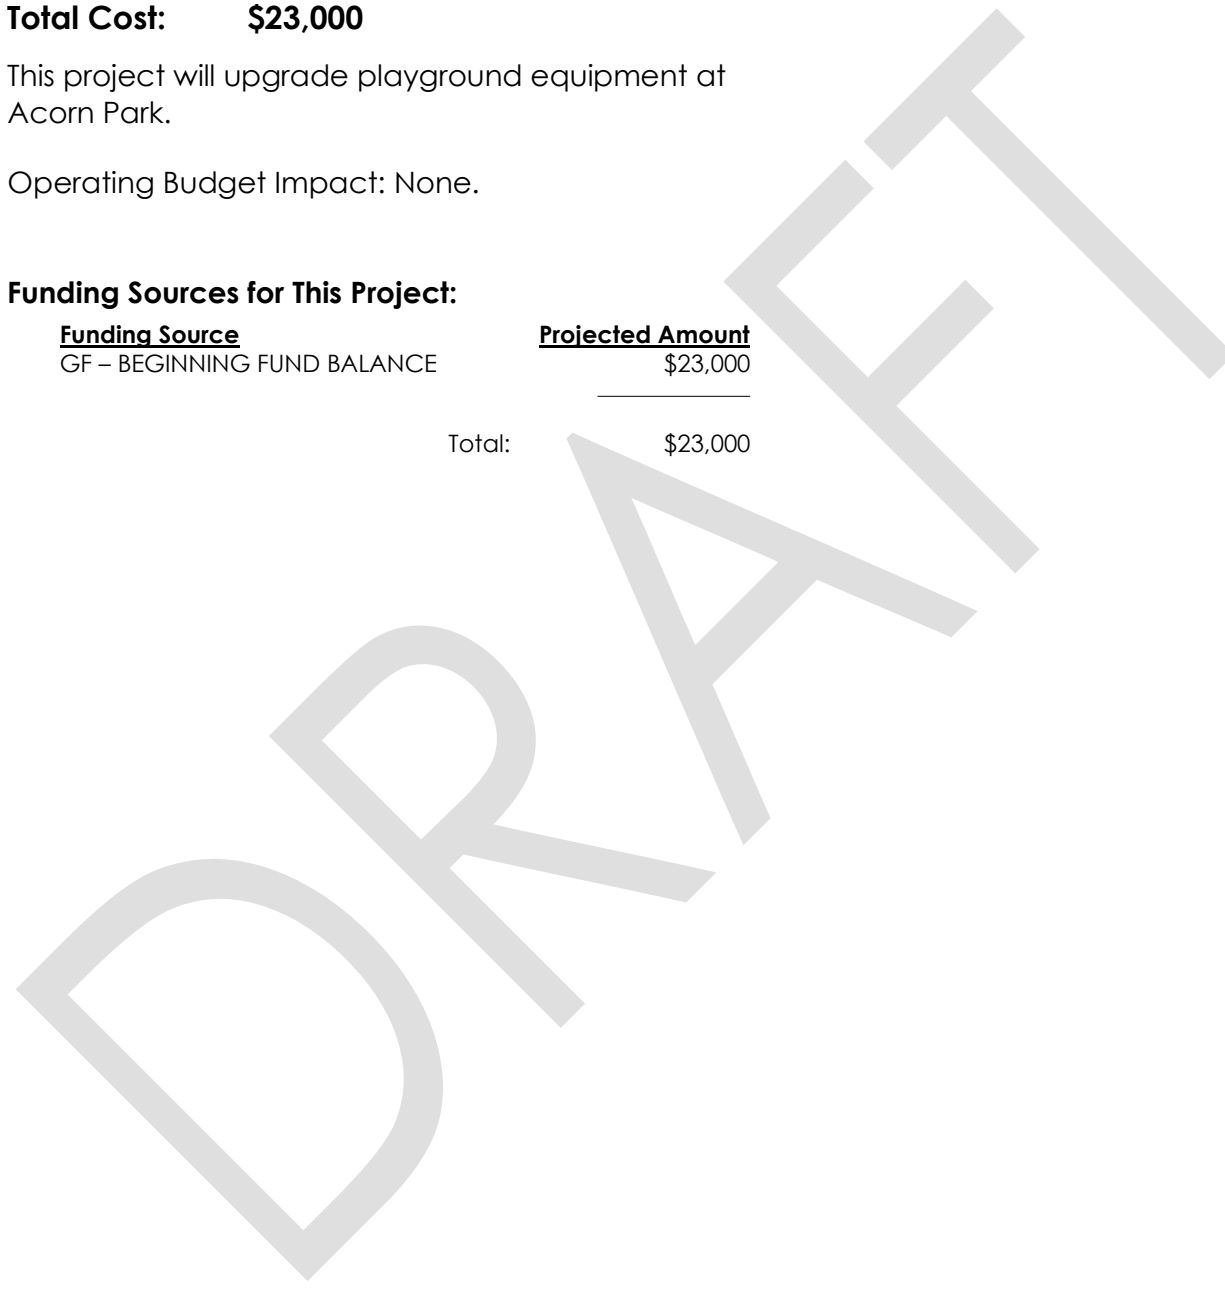 Total Cost: $23,000
This project will upgrade playground equipment at
Acorn Park.
Operating Budget Impact: None.
Funding Sources for This Project:
Funding Source Projected Amount
GF – BEGINNING FUND BALANCE $23,000
Total: $23,000
DRAFT